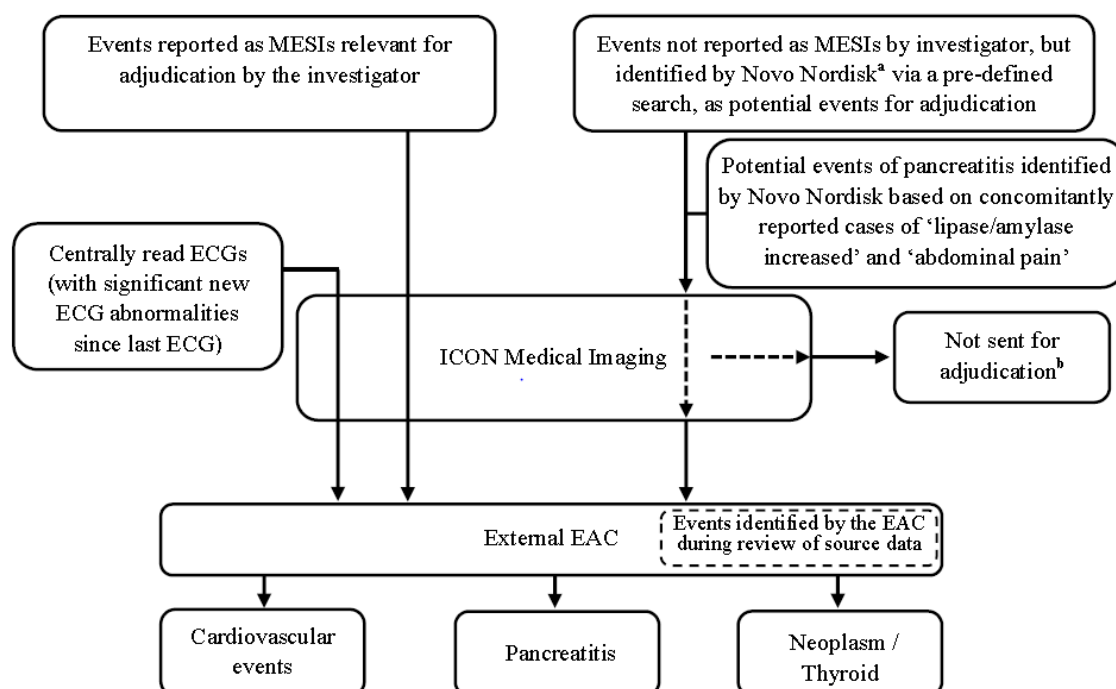 Events reported as MESIs relevant for
adjudication by the investigator
Events not reported as MESIs by investigator, but
identified by Novo Nordiskᵃ via a pre-defined
search, as potential events for adjudication
Potential events of pancreatitis identified
by Novo Nordisk based on concomitantly
reported cases of ‘lipase/amylase
increased’ and ‘abdominal pain’
Centrally read ECGs
(with significant new
ECG abnormalities
since last ECG)
ICON Medical Imaging
Not sent for
adjudicationᵇ
External EAC
Events identified by the EAC
during review of source data
Cardiovascular
events
Pancreatitis
Neoplasm /
Thyroid